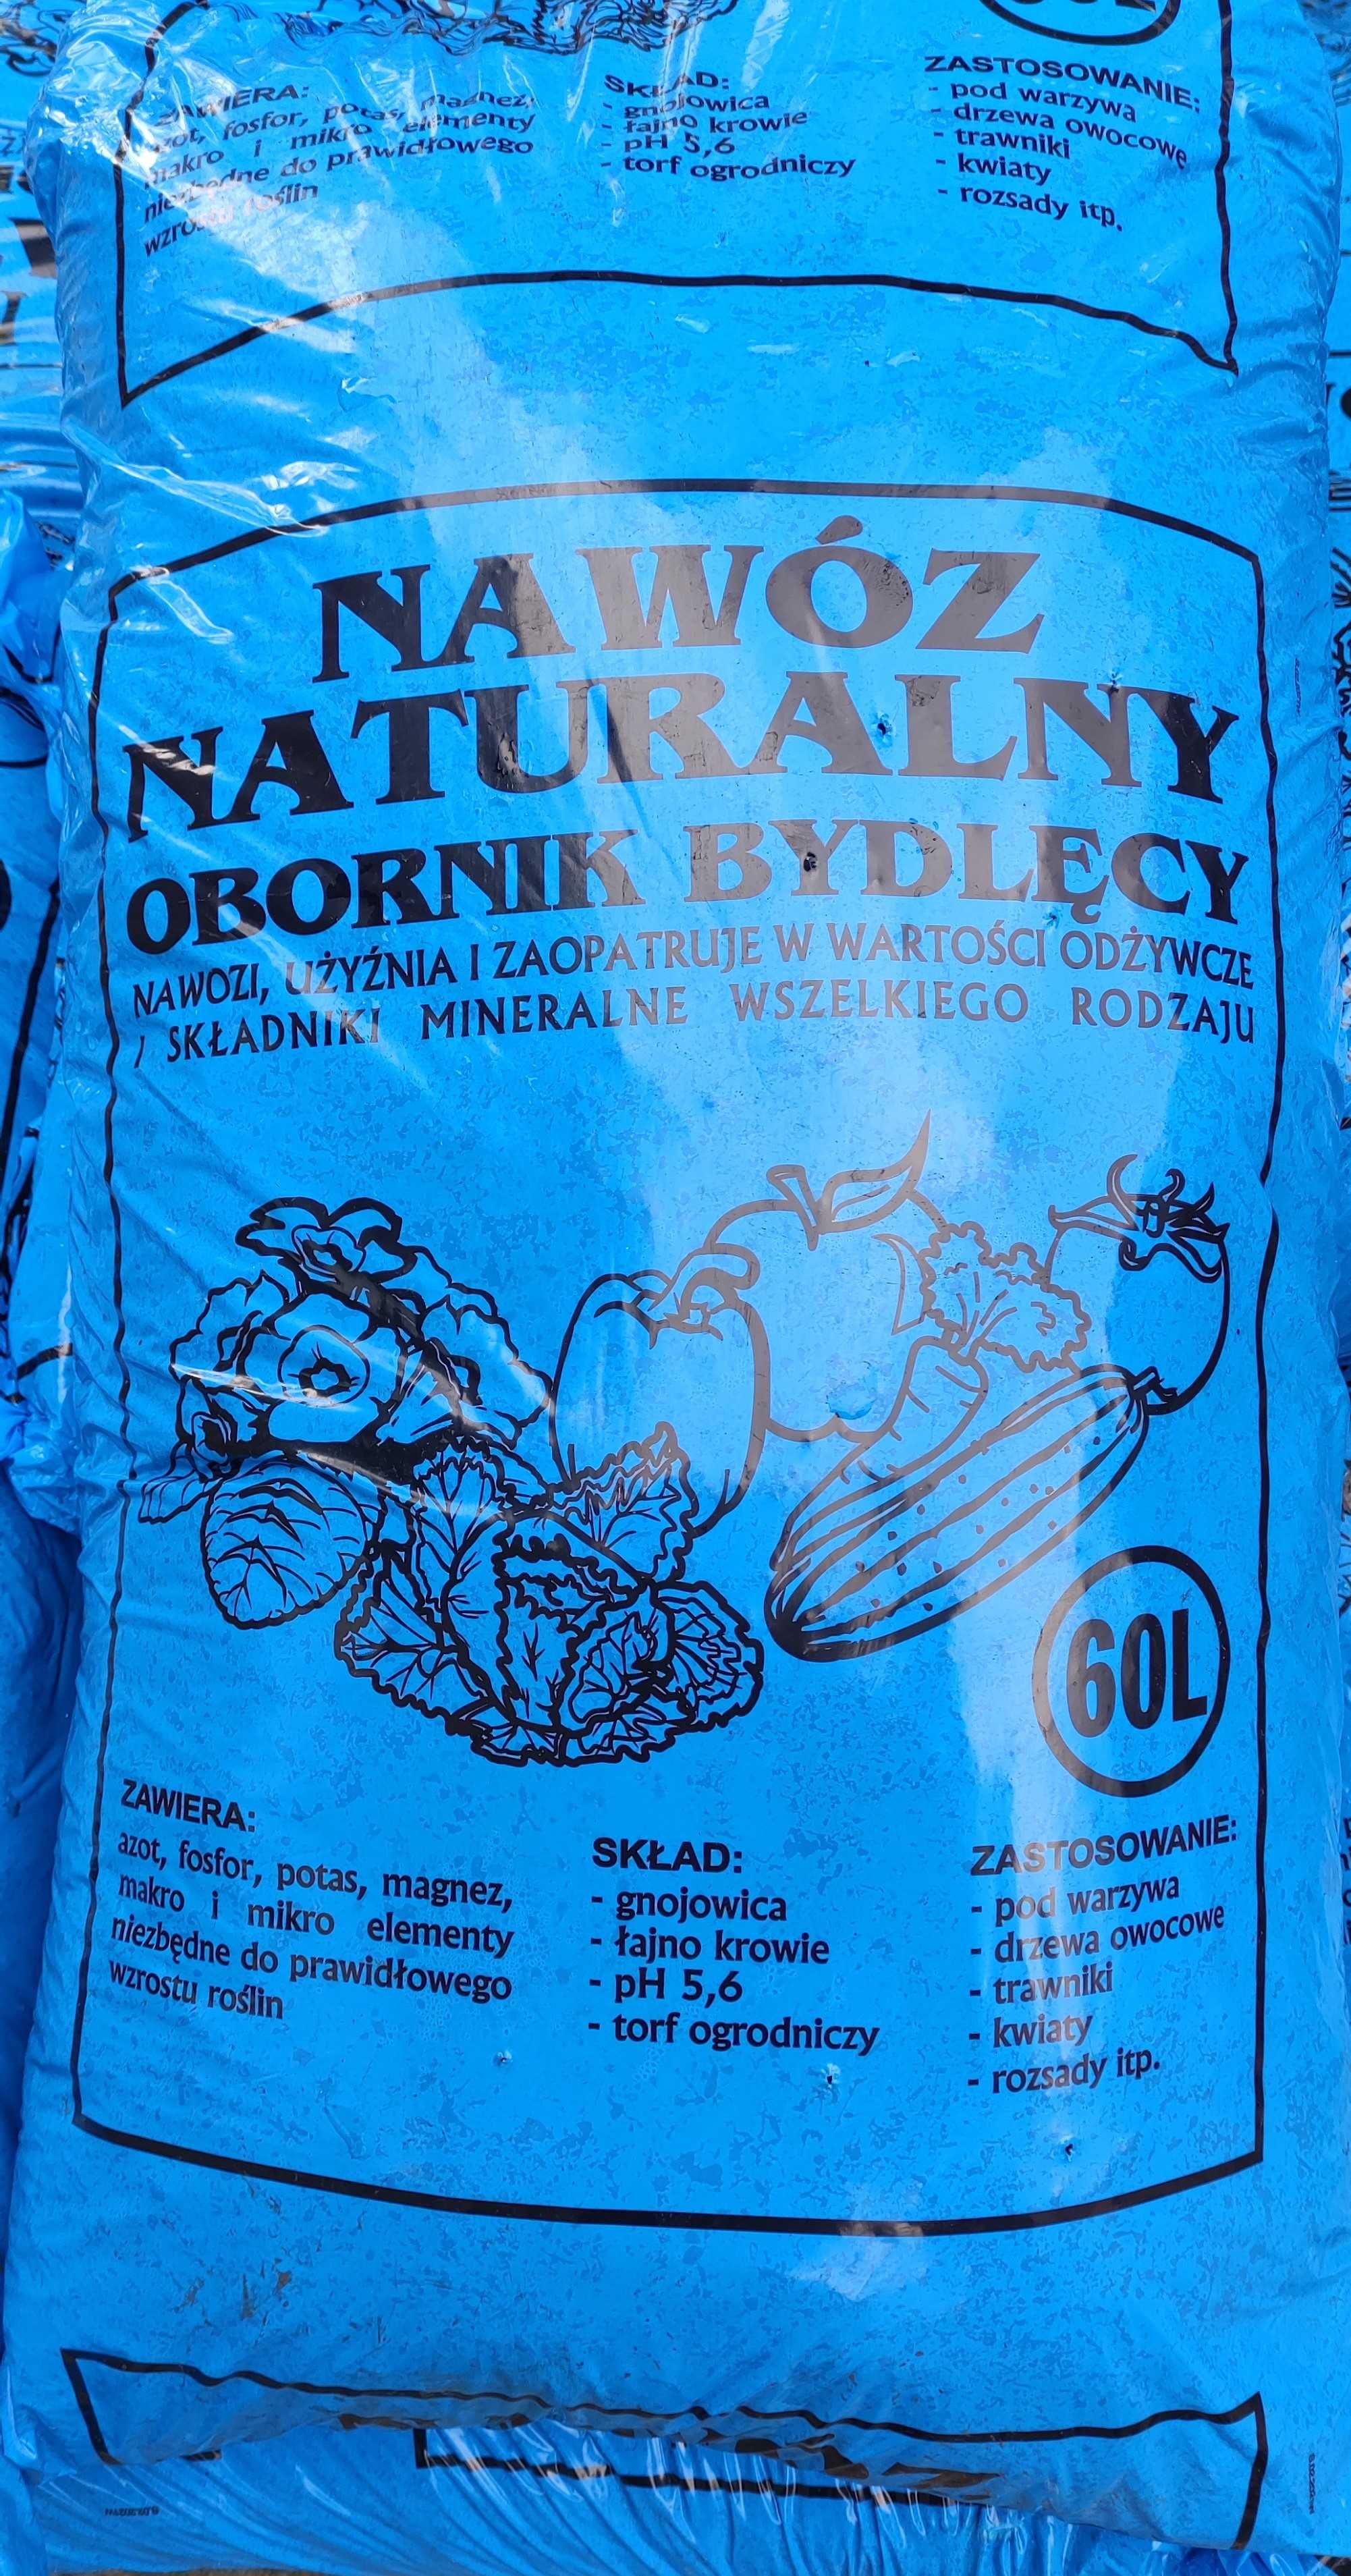 ZAWIERA:
azot, fosfor, potas, magnez,
makro i mikro elementy
niezbędne do prawidłowego
wzrostu roślin
SKŁAD:
- gnojowica
- łajno krowie
- pH 5,6
- torf ogrodniczy
ZASTOSOWANIE:
- pod warzywa
- drzewa owocowe
- trawniki
- kwiaty
- rozsady itp.
NAWÓZ
NATURALNY
OBORNIK BYDLĘCY
NAWOZI, UŻYŹNIA I ZAOPATRUJE W WARTOŚCI ODŻYWCZE
I SKŁADNIKI MINERALNE WSZELKIEGO RODZAJU
60L
ZAWIERA:
azot, fosfor, potas, magnez,
makro i mikro elementy
niezbędne do prawidłowego
wzrostu roślin
SKŁAD:
- gnojowica
- łajno krowie
- pH 5,6
- torf ogrodniczy
ZASTOSOWANIE:
- pod warzywa
- drzewa owocowe
- trawniki
- kwiaty
- rozsady itp.